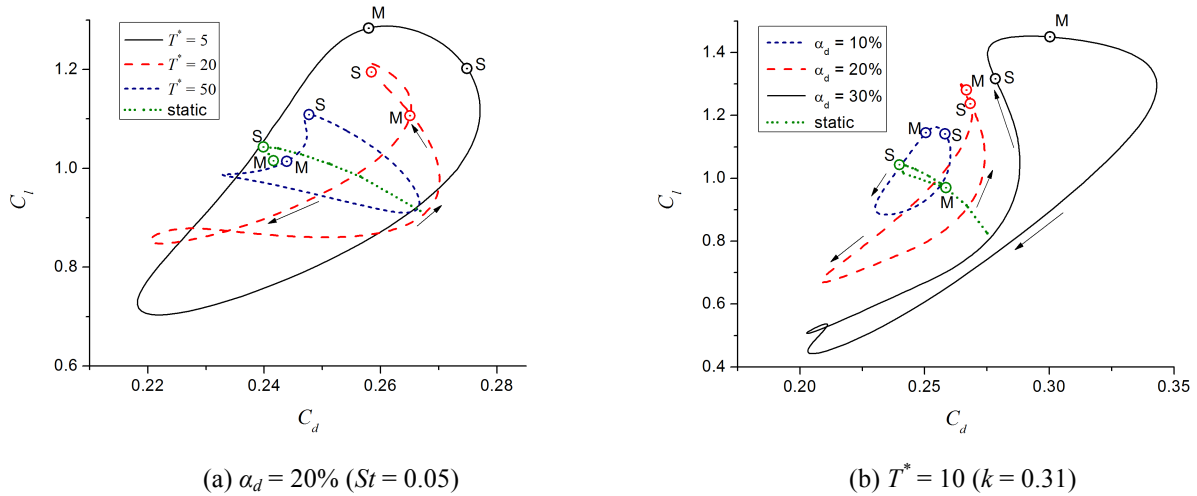 M
T* = 5
T* = 20
T* = 50
static
S
S
M
S
S
M
M
1.2
1.0
0.8
0.6
0.22
0.24
0.26
0.28
C_l
C_d
(a) α_d = 20% (St = 0.05)
M
α_d = 10%
α_d = 20%
α_d = 30%
static
S
M
S
M
S
S
M
1.4
1.2
1.0
0.8
0.6
0.4
0.20
0.25
0.30
0.35
C_l
C_d
(b) T* = 10 (k = 0.31)